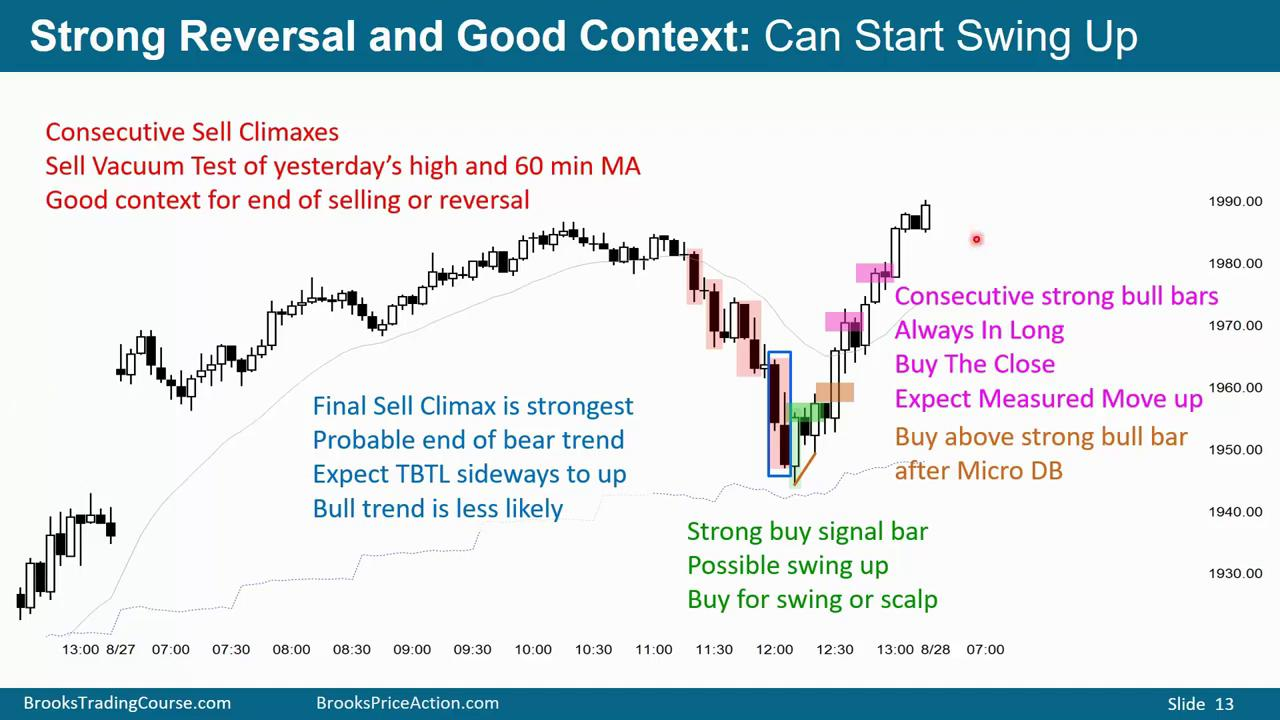 Strong Reversal and Good Context: Can Start Swing Up
Consecutive Sell Climaxes
Sell Vacuum Test of yesterday's high and 60 min MA
Good context for end of selling or reversal
1990.00
1980.00
1970.00
1960.00
1950.00
1940.00
1930.00
Consecutive strong bull bars
Always In Long
Buy The Close
Expect Measured Move up
Buy above strong bull bar
after Micro DB
Final Sell Climax is strongest
Probable end of bear trend
Expect TBTL sideways to up
Bull trend is less likely
Strong buy signal bar
Possible swing up
Buy for swing or scalp
13:00 8/27 07:00 07:30 08:00 08:30 09:00 09:30 10:00 10:30 11:00 11:30 12:00 12:30 13:00 8/28 07:00
BrooksTradingCourse.com BrooksPriceAction.com Slide 13